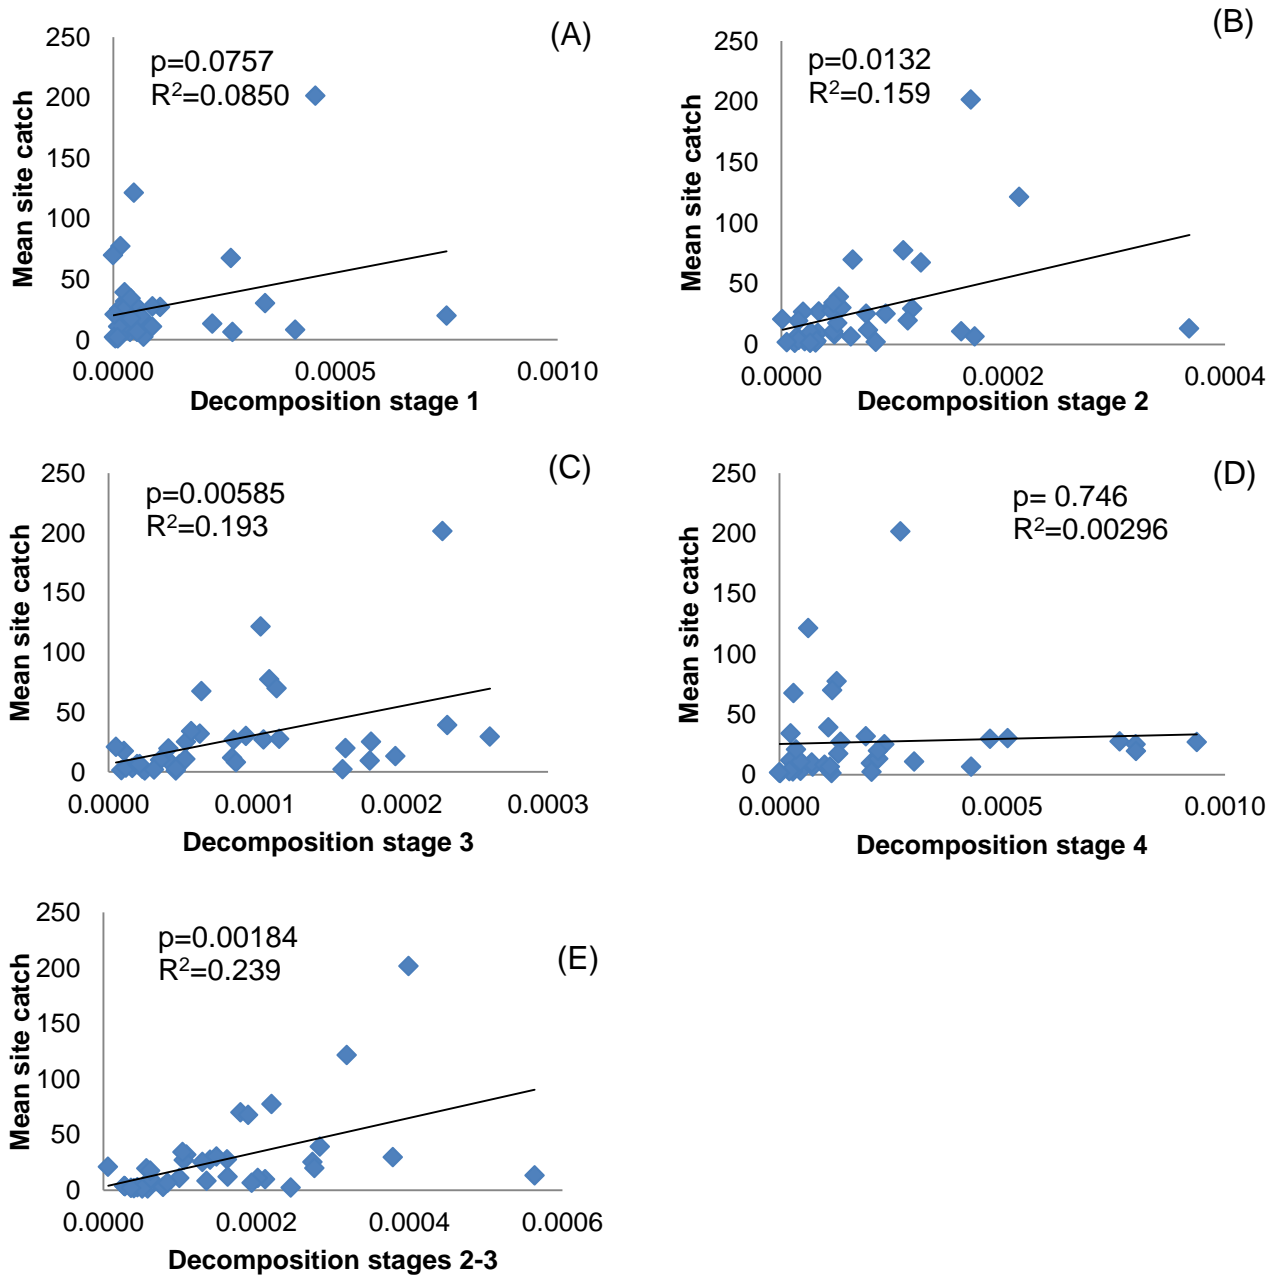 (A)
p=0.0757
R²=0.0850
Mean site catch
250
200
150
100
50
0
0.0000 0.0005 0.0010
Decomposition stage 1
(B)
p=0.0132
R²=0.159
Mean site catch
250
200
150
100
50
0
0.0000 0.0002 0.0004
Decomposition stage 2
(C)
p=0.00585
R²=0.193
Mean site catch
250
200
150
100
50
0
0.0000 0.0001 0.0002 0.0003
Decomposition stage 3
(D)
p= 0.746
R²=0.00296
Mean site catch
250
200
150
100
50
0
0.0000 0.0005 0.0010
Decomposition stage 4
(E)
p=0.00184
R²=0.239
Mean site catch
250
200
150
100
50
0
0.0000 0.0002 0.0004 0.0006
Decomposition stages 2-3